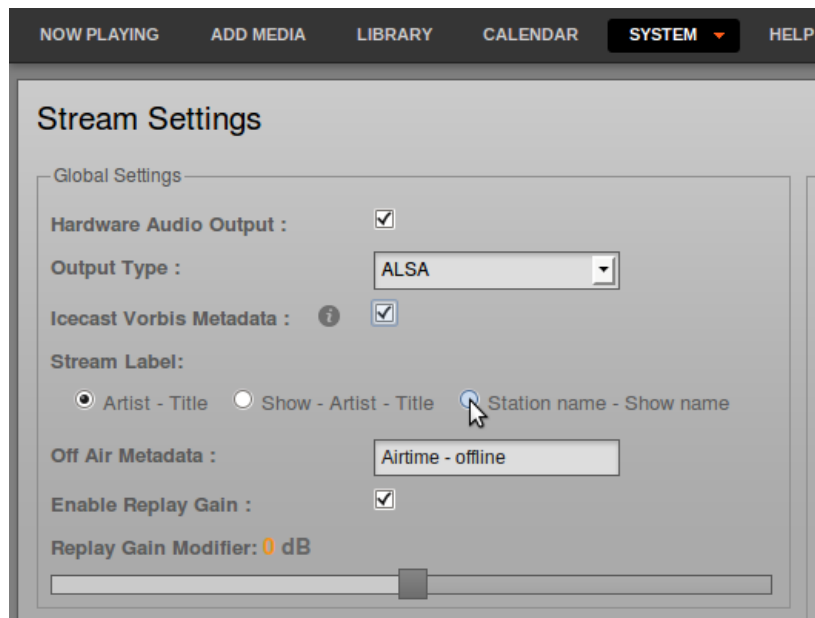 NOW PLAYING ADD MEDIA LIBRARY CALENDAR SYSTEM HELP
Stream Settings
Global Settings
Hardware Audio Output :
Output Type : ALSA
Icecast Vorbis Metadata : i
Stream Label:
Artist - Title Show - Artist - Title Station name - Show name
Off Air Metadata : Airtime - offline
Enable Replay Gain :
Replay Gain Modifier: 0 dB